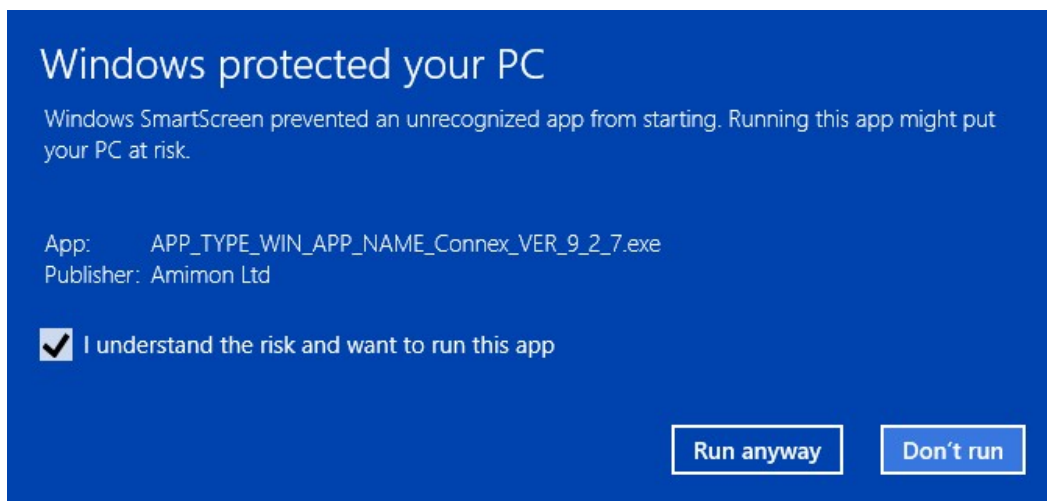 Windows protected your PC
Windows SmartScreen prevented an unrecognized app from starting. Running this app might put
your PC at risk.
App: APP_TYPE_WIN_APP_NAME_Connex_VER_9_2_7.exe
Publisher: Amimon Ltd
I understand the risk and want to run this app
Run anyway Don't run